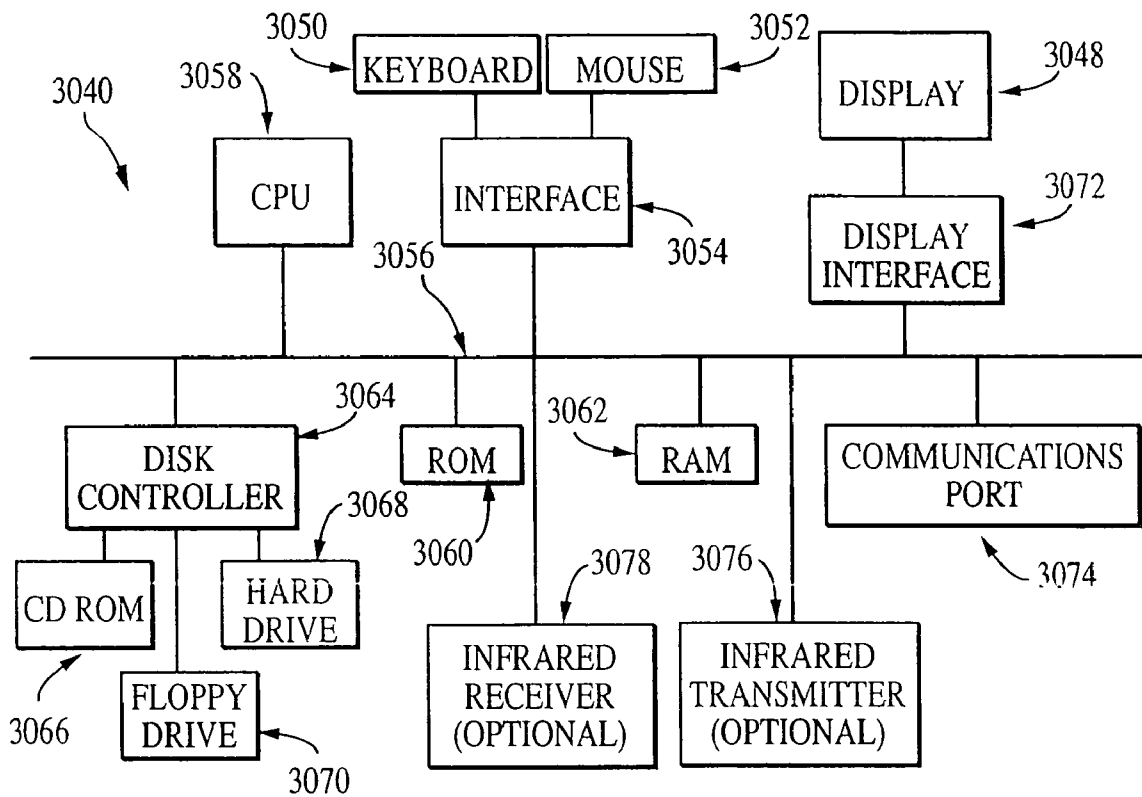 3050
KEYBOARD
MOUSE
3052
3058
3040
CPU
INTERFACE
3054
DISPLAY
3048
3072
DISPLAY
INTERFACE
3056
3064
DISK
CONTROLLER
ROM
3060
3062
RAM
COMMUNICATIONS
PORT
3074
3068
CD ROM
HARD
DRIVE
3066
FLOPPY
DRIVE
3070
3078
INFRARED
RECEIVER
(OPTIONAL)
3076
INFRARED
TRANSMITTER
(OPTIONAL)